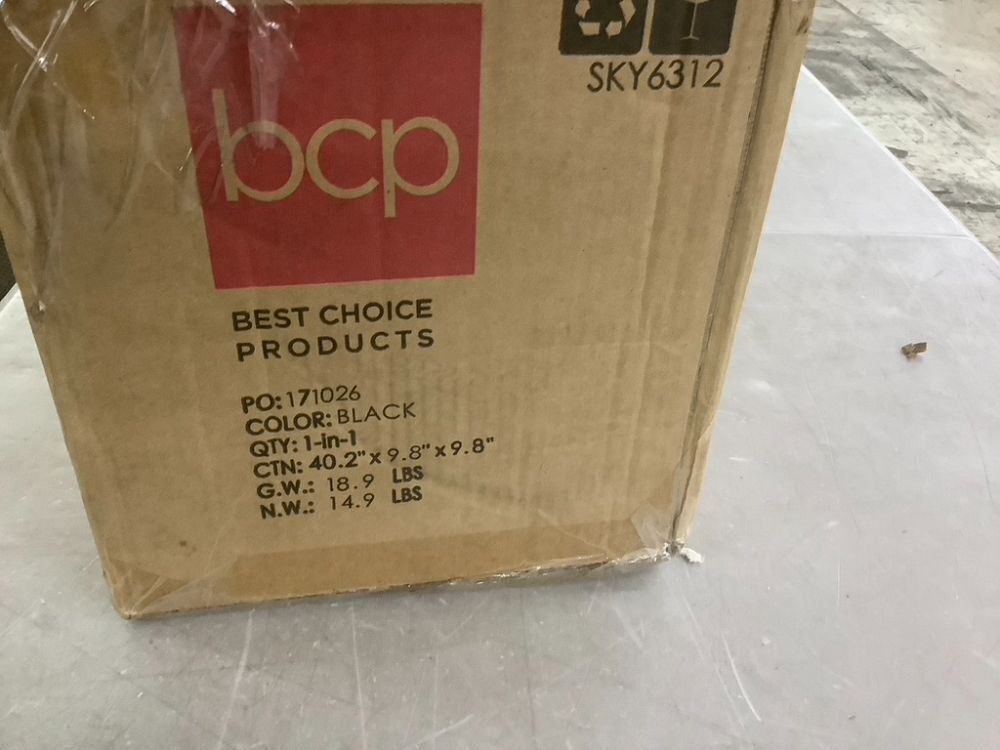 SKY6312
bcp
BEST CHOICE
PRODUCTS
PO: 171026
COLOR: BLACK
QTY: 1-in-1
CTN: 40.2" x 9.8" x 9.8"
G.W.: 18.9 LBS
N.W.: 14.9 LBS